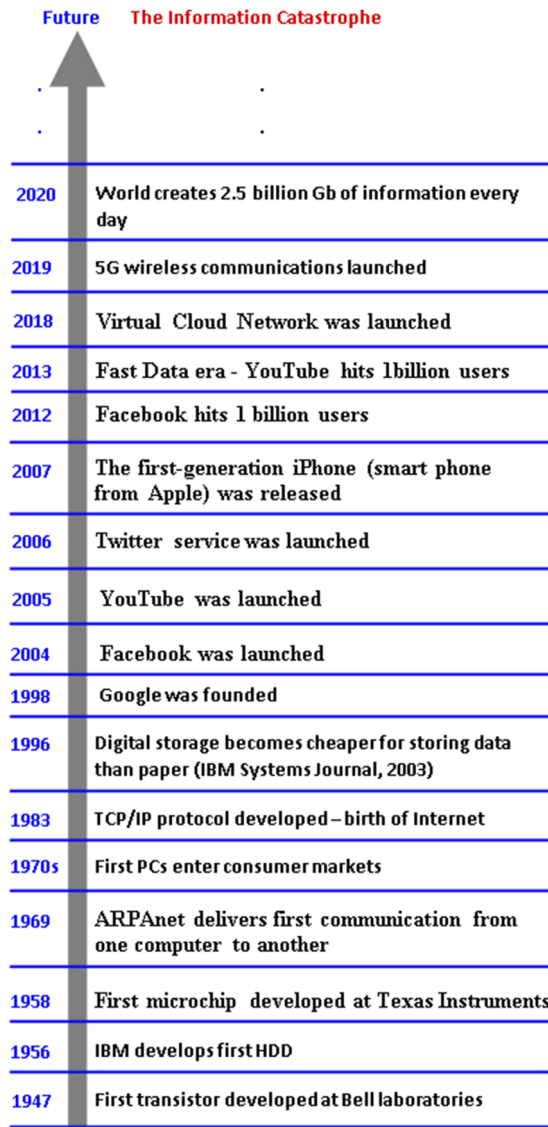 Future The Information Catastrophe
. .
. .
2020 World creates 2.5 billion Gb of information every
day
2019 5G wireless communications launched
2018 Virtual Cloud Network was launched
2013 Fast Data era - YouTube hits 1billion users
2012 Facebook hits 1 billion users
2007 The first-generation iPhone (smart phone
from Apple) was released
2006 Twitter service was launched
2005 YouTube was launched
2004 Facebook was launched
1998 Google was founded
1996 Digital storage becomes cheaper for storing data
than paper (IBM Systems Journal, 2003)
1983 TCP/IP protocol developed – birth of Internet
1970s First PCs enter consumer markets
1969 ARPAnet delivers first communication from
one computer to another
1958 First microchip developed at Texas Instruments
1956 IBM develops first HDD
1947 First transistor developed at Bell laboratories